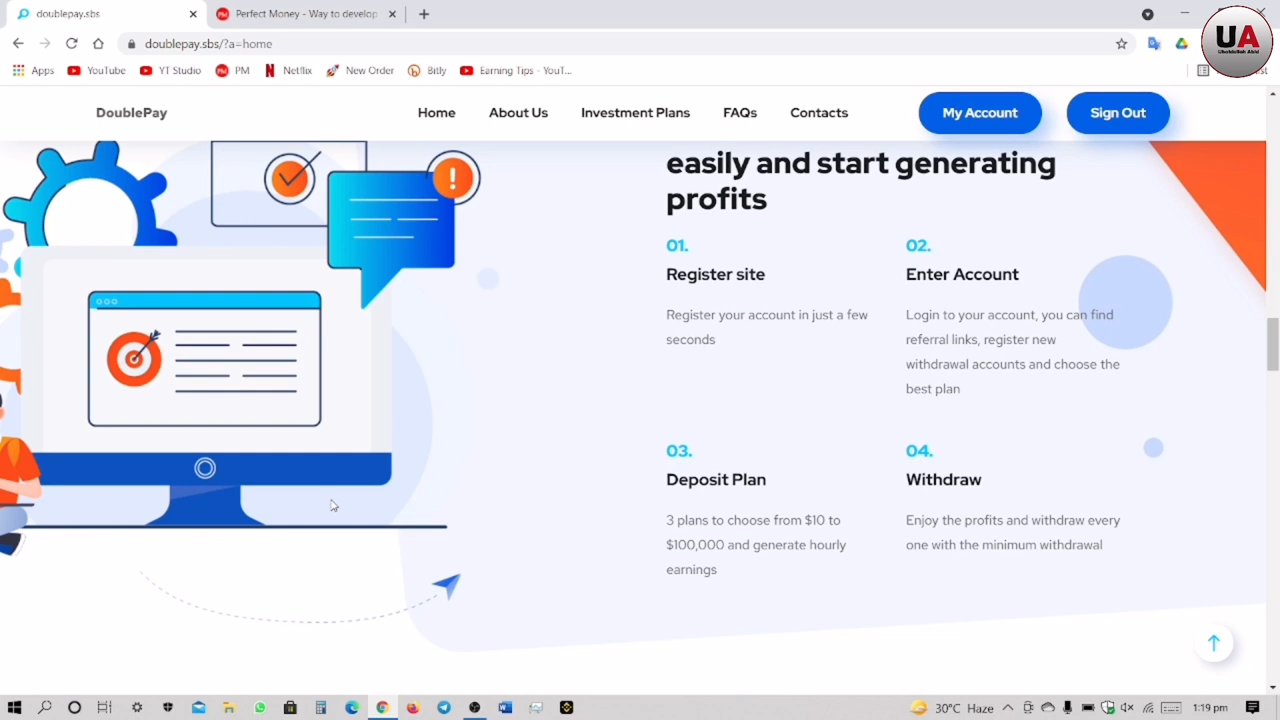 doublepay.sbs
Perfect Money - Way to develop
doublepay.sbs/?a=home
UA
Apps
YouTube
YT Studio
PM
Netflix
New Order
Bitly
Earning Tips - YouT...
DoublePay
Home
About Us
Investment Plans
FAQs
Contacts
My Account
Sign Out
easily and start generating
profits
01.
Register site
Register your account in just a few
seconds
02.
Enter Account
Login to your account, you can find
referral links, register new
withdrawal accounts and choose the
best plan
03.
Deposit Plan
3 plans to choose from $10 to
$100,000 and generate hourly
earnings
04.
Withdraw
Enjoy the profits and withdraw every
one with the minimum withdrawal
30°C Haze
1:19 pm